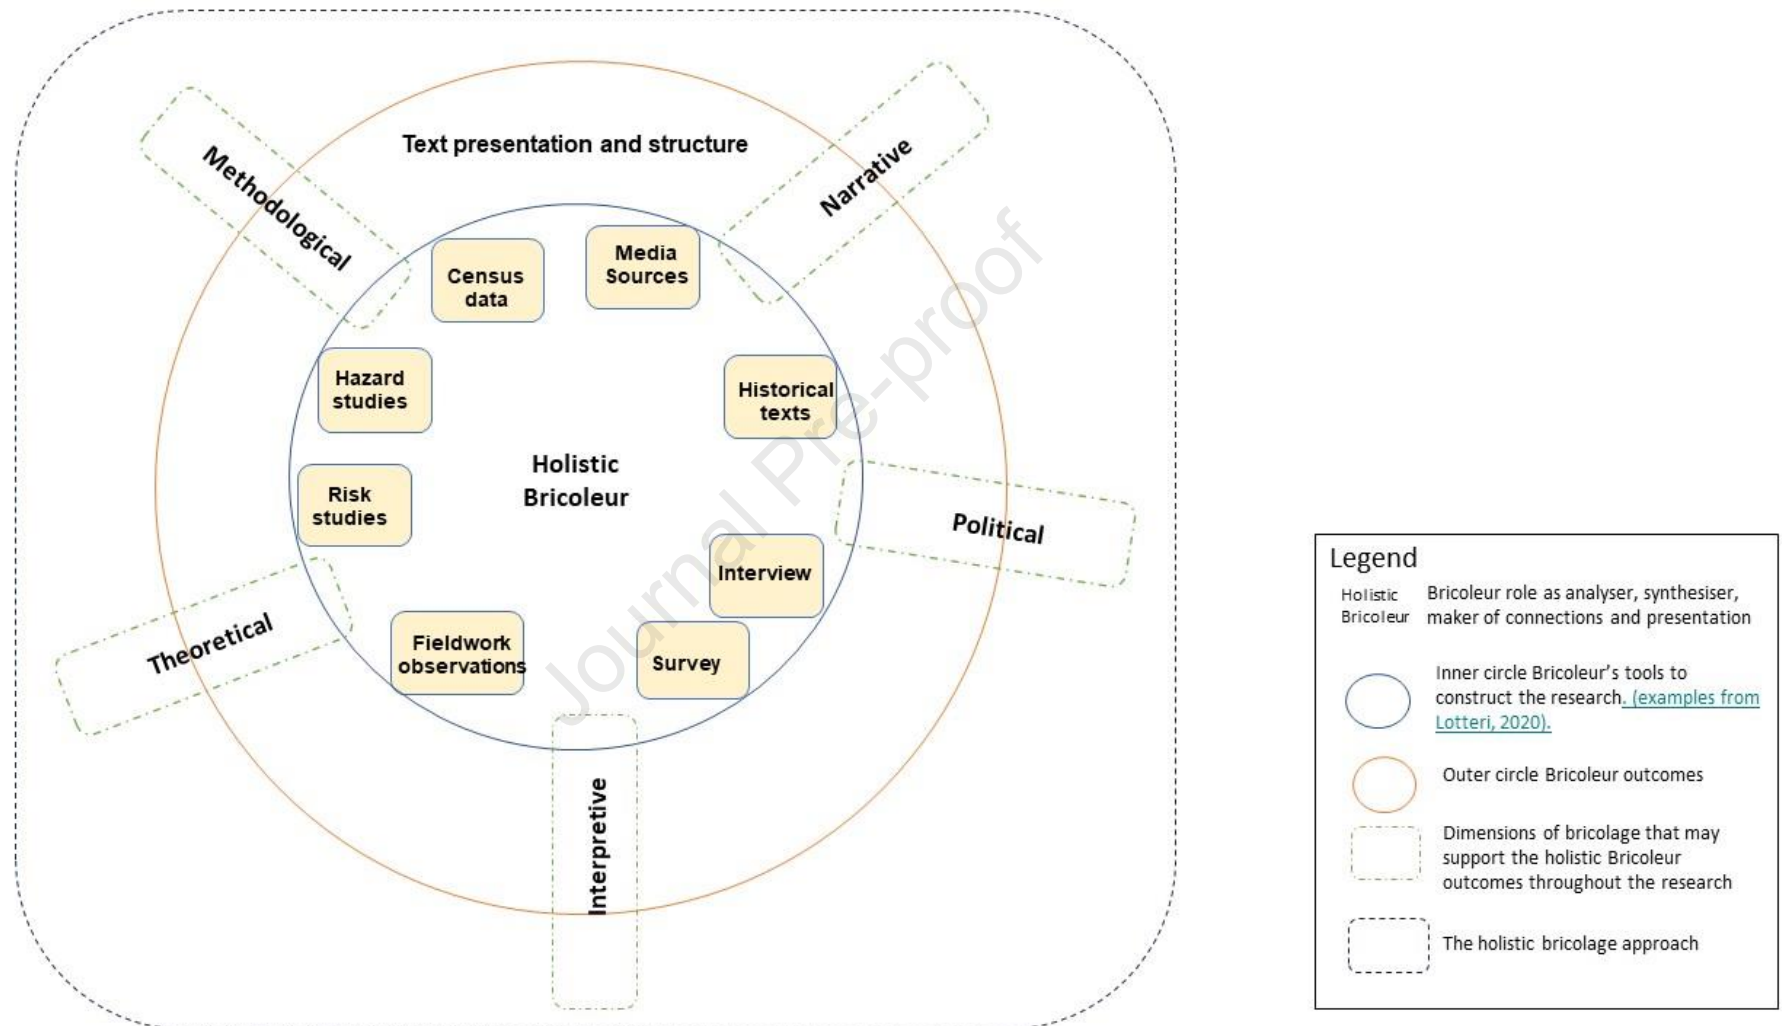 Text presentation and structure
Methodological
Narrative
Census
data
Media
Sources
Hazard
studies
Historical
texts
Holistic
Bricoleur
Risk
studies
Political
Interview
Theoretical
Fieldwork
observations
Survey
Interpretive
Journal Pre-proof
Legend
Holistic
Bricoleur
Bricoleur role as analyser, synthesiser,
maker of connections and presentation
Inner circle Bricoleur’s tools to
construct the research. (examples from
Lotteri, 2020).
Outer circle Bricoleur outcomes
Dimensions of bricolage that may
support the holistic Bricoleur
outcomes throughout the research
The holistic bricolage approach